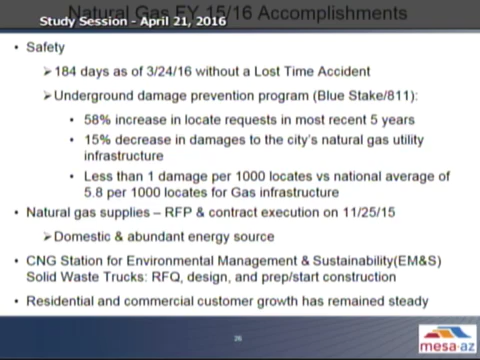 Natural Gas FY 15/16 Accomplishments
Study Session - April 21, 2016
• Safety
➢184 days as of 3/24/16 without a Lost Time Accident
➢Underground damage prevention program (Blue Stake/811):
• 58% increase in locate requests in most recent 5 years
• 15% decrease in damages to the city's natural gas utility
infrastructure
• Less than 1 damage per 1000 locates vs national average of
5.8 per 1000 locates for Gas infrastructure
• Natural gas supplies – RFP & contract execution on 11/25/15
➢Domestic & abundant energy source
• CNG Station for Environmental Management & Sustainability(EM&S)
Solid Waste Trucks: RFQ, design, and prep/start construction
• Residential and commercial customer growth has remained steady
mesa·az